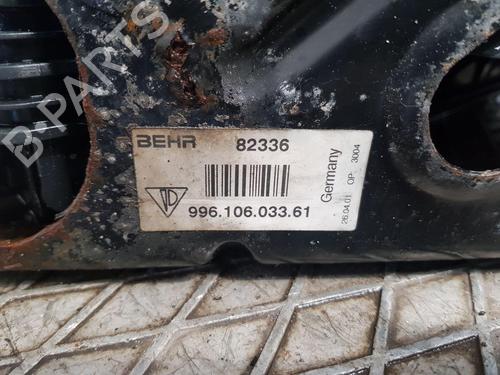 BEHR 82336
996.106.033.61
Germany
26.04.01 OP 3004
B-PARTS